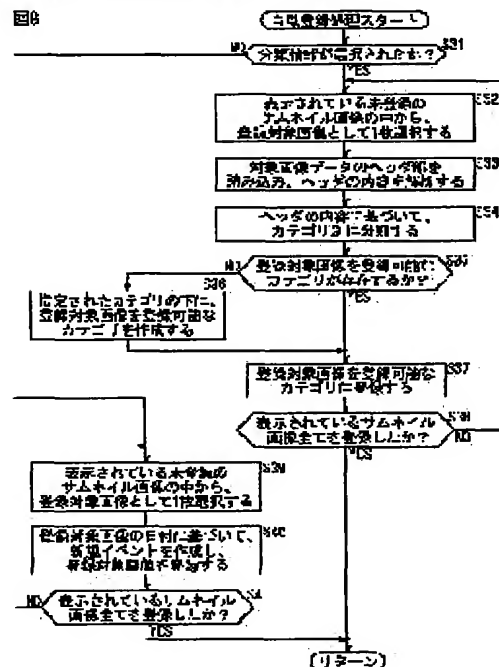 図6
自動登録処理スタート
NO
分類情報が選択されたか？
S31
YES
S32
表示されている未登録の
サムネイル画像の中から、
登録対象画像として1枚選択する
S33
対象画像データのヘッダ部を
読み込み、ヘッダの内容を解析する
S34
ヘッダの内容に基づいて、
カテゴリ別に分類する
NO
登録対象画像を登録可能な
カテゴリが存在するか？
S35
S36
YES
指定されたカテゴリの下に、
登録対象画像を登録可能な
カテゴリを作成する
S37
登録対象画像を登録可能な
カテゴリに登録する
S38
表示されているサムネイル
画像全てを登録したか？
NO
YES
S39
表示されている未登録の
サムネイル画像の中から、
登録対象画像として1枚選択する
S40
登録対象画像の日付に基づいて、
新規イベントを作成し、
登録対象画像を登録する
NO
表示されているサムネイル
画像全てを登録したか？
YES
リターン